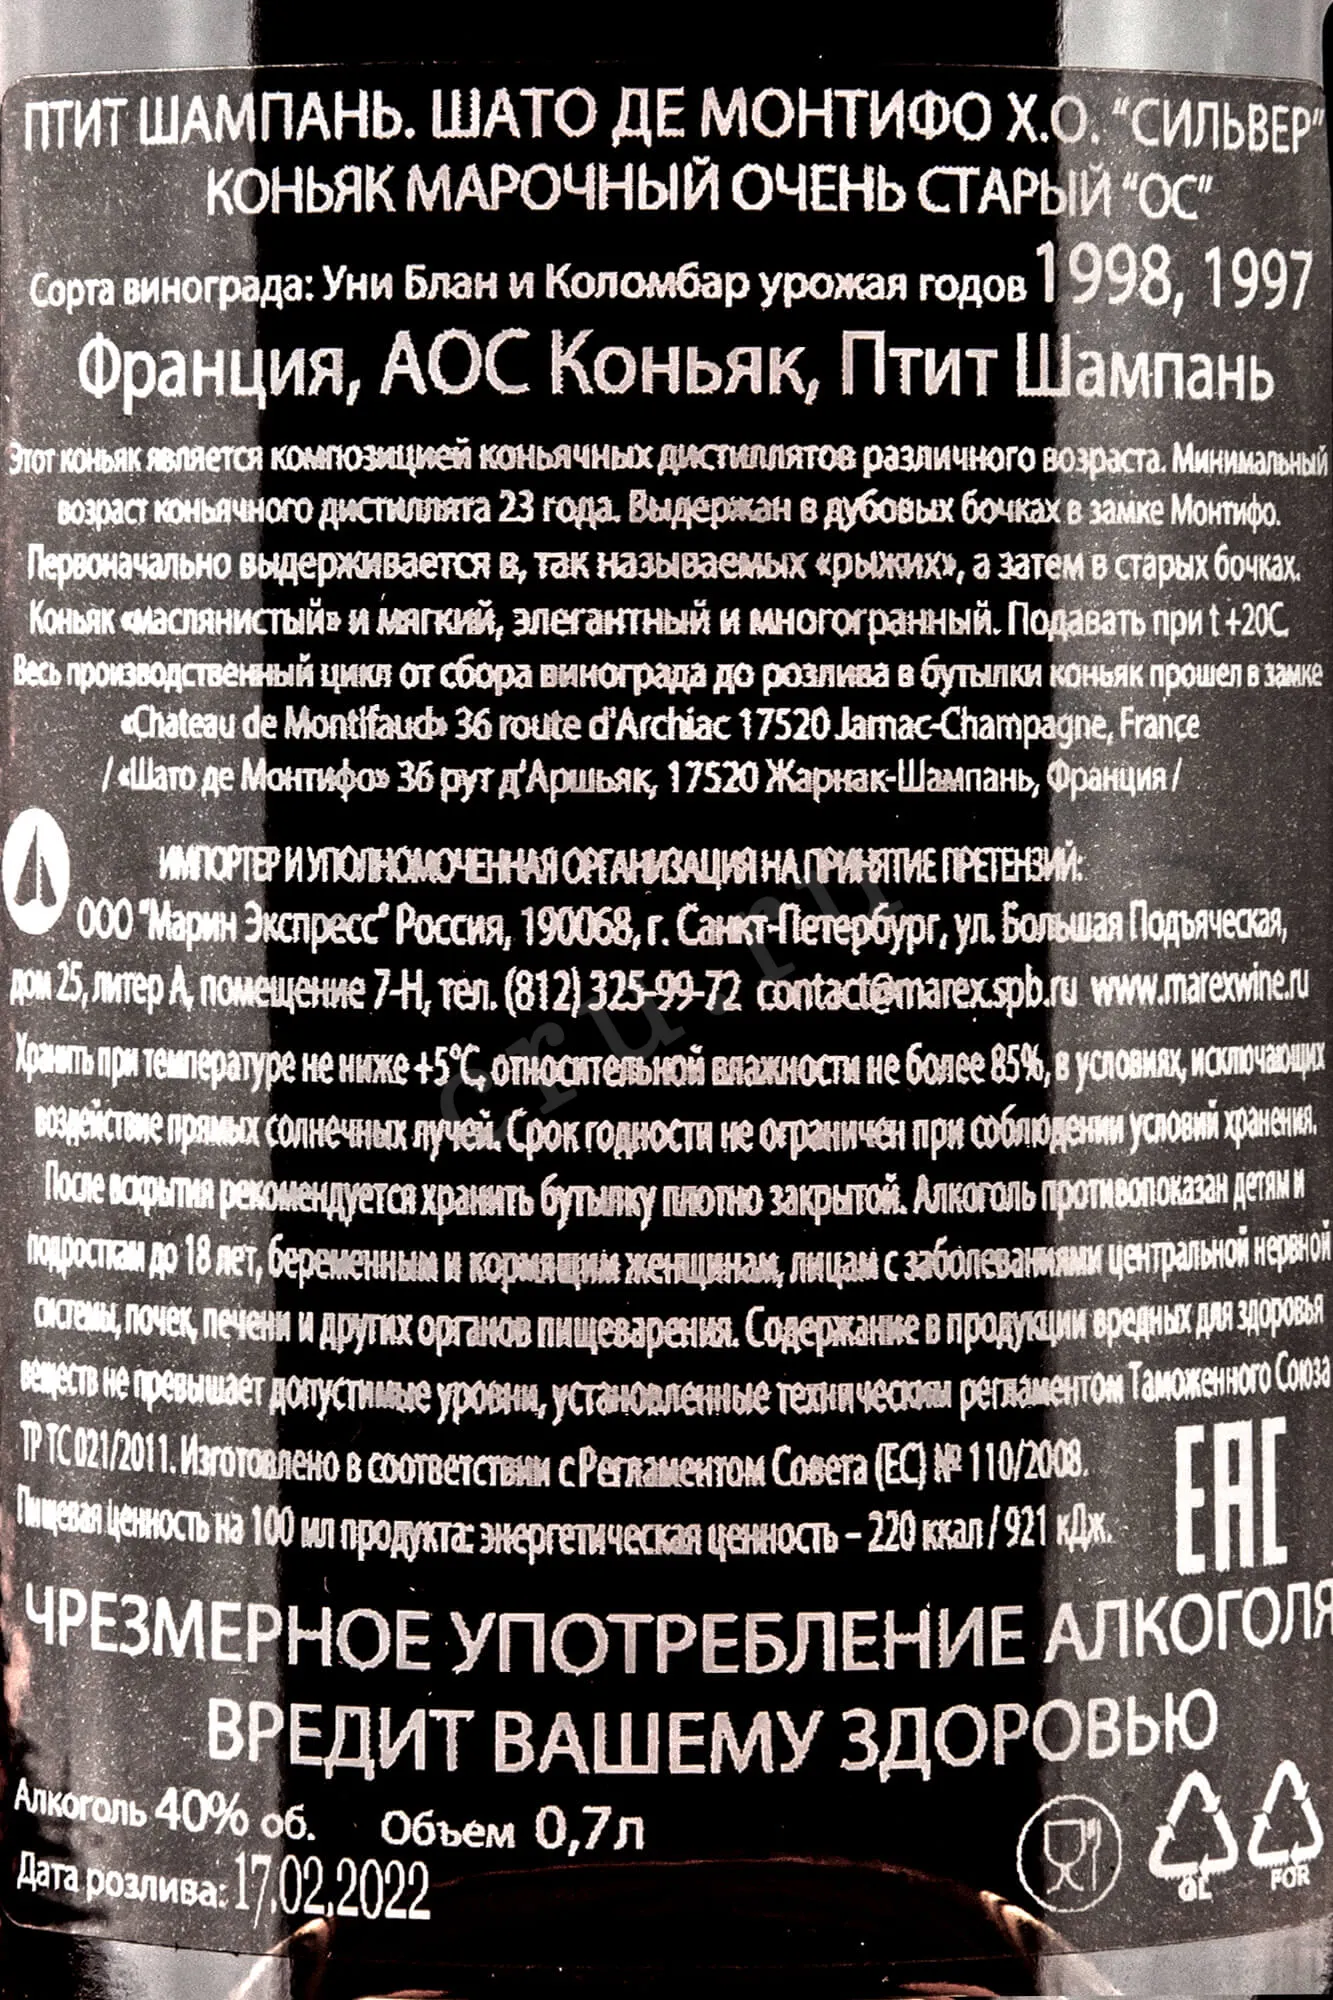 ПТИТ ШАМПАНЬ. ШАТО ДЕ МОНТИФО Х.О. "СИЛЬВЕР"
КОНЬЯК МАРОЧНЫЙ ОЧЕНЬ СТАРЫЙ "ОС"
Сорта винограда: Уни Блан и Коломбар урожая годов 1998, 1997
Франция, АОС Коньяк, Птит Шампань
Этот коньяк является композицией коньячных дистиллятов различного возраста. Минимальный
возраст коньячного дистиллята 23 года. Выдержан в дубовых бочках в замке Монтифо.
Первоначально выдерживается в, так называемых «рыжих», а затем в старых бочках.
Коньяк «маслянистый» и мягкий, элегантный и многогранный. Подавать при t +20С.
Весь производственный цикл от сбора винограда до розлива в бутылки коньяк прошел в замке
«Chateau de Montifaud» 36 route d'Archiac 17520 Jarnac-Champagne, France
/ «Шато де Монтифо» 36 рут д'Аршьяк, 17520 Жарнак-Шампань, Франция /
ИМПОРТЕР И УПОЛНОМОЧЕННАЯ ОРГАНИЗАЦИЯ НА ПРИНЯТИЕ ПРЕТЕНЗИЙ:
ООО "Марин Экспресс" Россия, 190068, г. Санкт-Петербург, ул. Большая Подъяческая,
дом 25, литер А, помещение 7-Н, тел. (812) 325-99-72 contact@marex.spb.ru www.marexwine.ru
Хранить при температуре не ниже +5°С, относительной влажности не более 85%, в условиях, исключающих
воздействие прямых солнечных лучей. Срок годности не ограничен при соблюдении условий хранения.
После вскрытия рекомендуется хранить бутылку плотно закрытой. Алкоголь противопоказан детям и
подросткам до 18 лет, беременным и кормящим женщинам, лицам с заболеваниями центральной нервной
системы, почек, печени и других органов пищеварения. Содержание в продукции вредных для здоровья
веществ не превышает допустимые уровни, установленные техническим регламентом Таможенного Союза
ТР ТС 021/2011. Изготовлено в соответствии с Регламентом Совета (ЕС) № 110/2008.
Пищевая ценность на 100 мл продукта: энергетическая ценность – 220 ккал / 921 кДж.
EAC
ЧРЕЗМЕРНОЕ УПОТРЕБЛЕНИЕ АЛКОГОЛЯ
ВРЕДИТ ВАШЕМУ ЗДОРОВЬЮ
Алкоголь 40% об. Объем 0,7л
Дата розлива: 17.02.2022
GL FOR
cru.ru